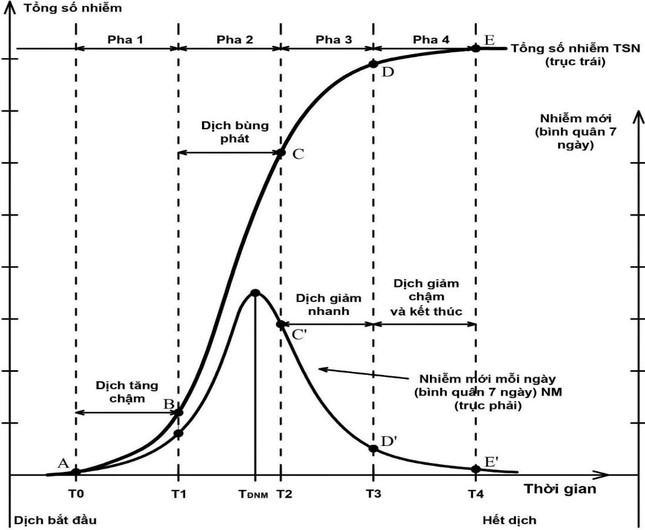 Tổng số nhiễm
Pha 1
Pha 2
Pha 3
Pha 4
E
Tổng số nhiễm TSN
(trục trái)
D
Nhiễm mới
(bình quân 7
ngày)
Dịch bùng
phát
C
Dịch giảm
nhanh
Dịch giảm
chậm
và kết thúc
C'
Dịch tăng
chậm
B
Nhiễm mới mỗi ngày
(bình quân 7 ngày) NM
(trục phải)
A
D'
E'
T0
T1
TĐNM
T2
T3
T4
Thời gian
Dịch bắt đầu
Hết dịch